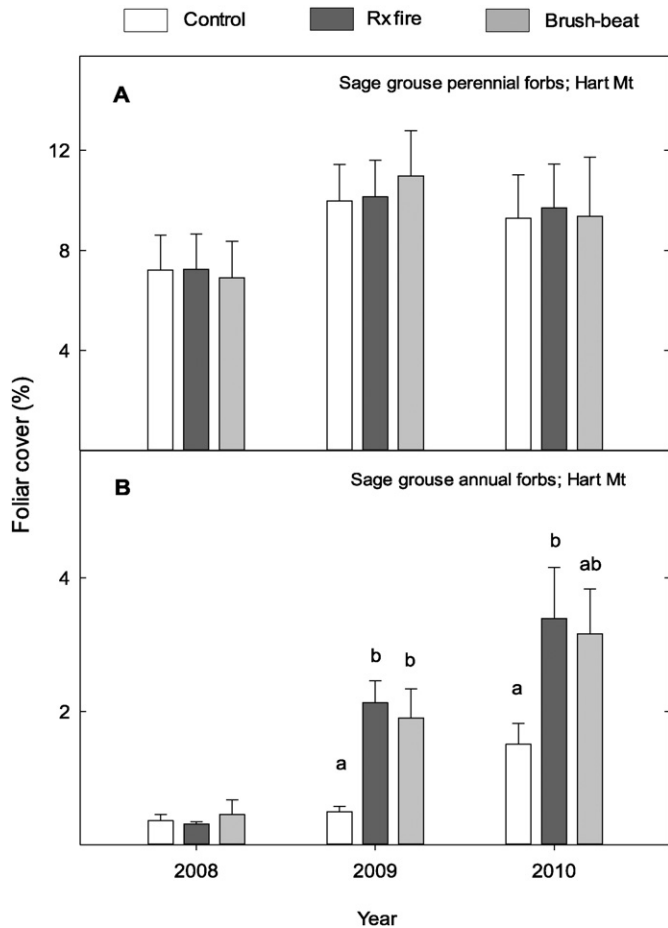 Control Rx fire Brush-beat
A Sage grouse perennial forbs; Hart Mt
12
8
4
Foliar cover (%)
B Sage grouse annual forbs; Hart Mt
b
ab
4
b b
a
2
a
2008 2009 2010
Year